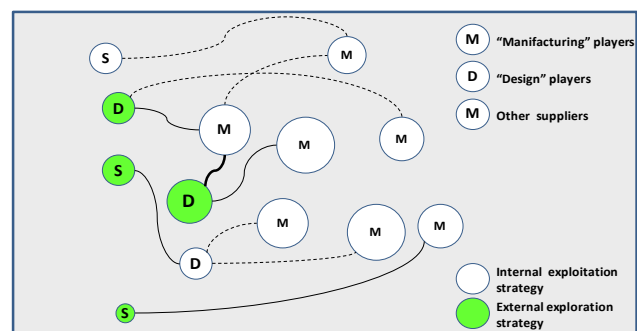 S
M
M "Manifacturing" players
D
M
M
M
D "Design" players
M Other suppliers
S
D
M
M
M
D
S
Internal exploitation
strategy
External exploration
strategy